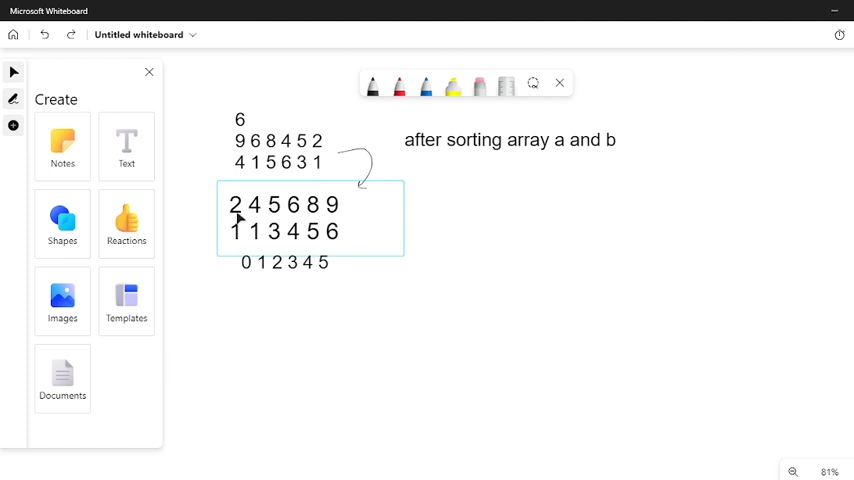 Microsoft Whiteboard
Untitled whiteboard
Create
Notes
Text
Shapes
Reactions
Images
Templates
Documents
6
9 6 8 4 5 2
4 1 5 6 3 1
after sorting array a and b
2 4 5 6 8 9
1 1 3 4 5 6
0 1 2 3 4 5
81%